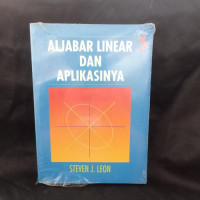 ALJABAR LINEAR
DAN
APLIKASINYA
STEVEN J. LEON